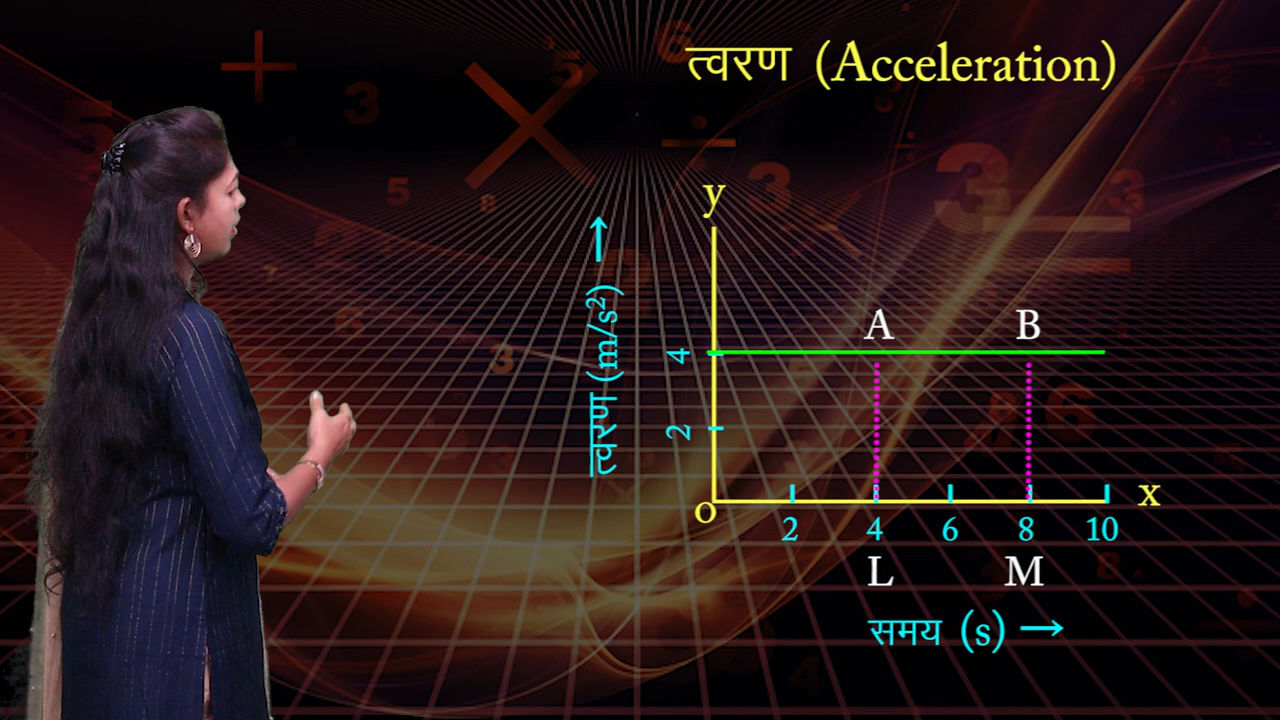 त्वरण (Acceleration)
y
त्वरण (m/s²) →
4
2
A B
O
2 4 6 8 10
x
L M
समय (s) →